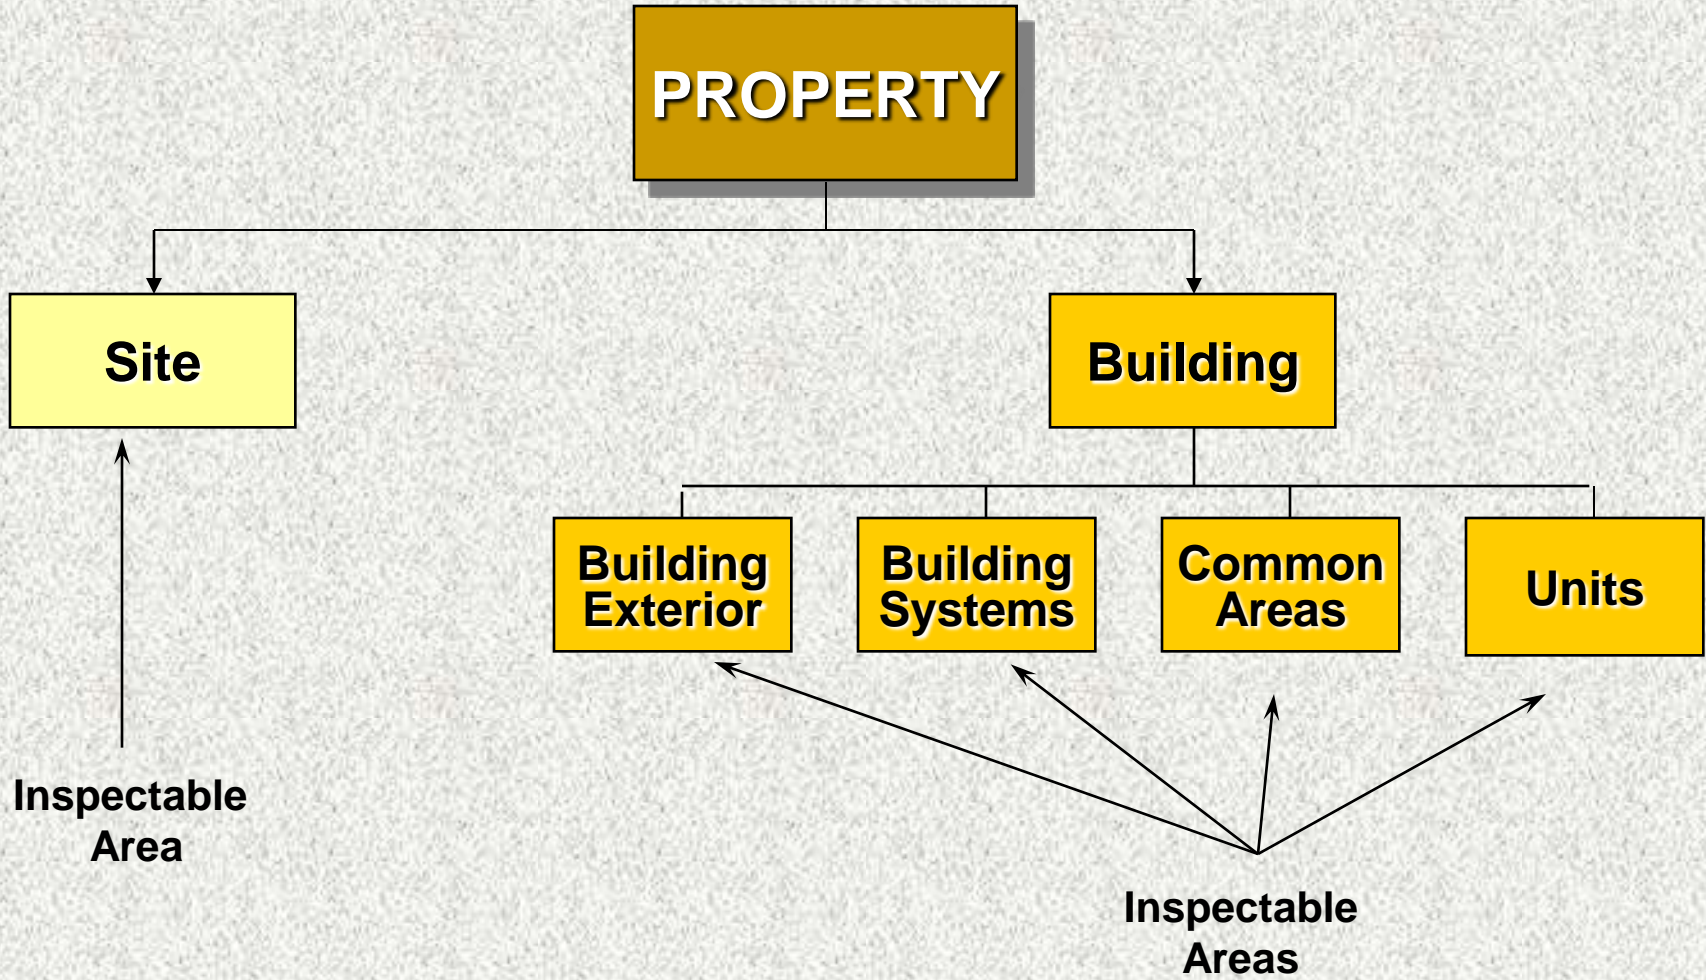 PROPERTY
Site
Building
Building
Exterior
Building
Systems
Common
Areas
Units
Inspectable
Area
Inspectable
Areas